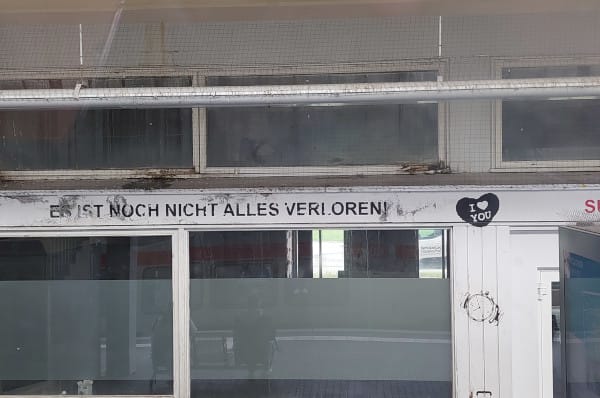 ES IST NOCH NICHT ALLES VERLOREN!
I
YOU